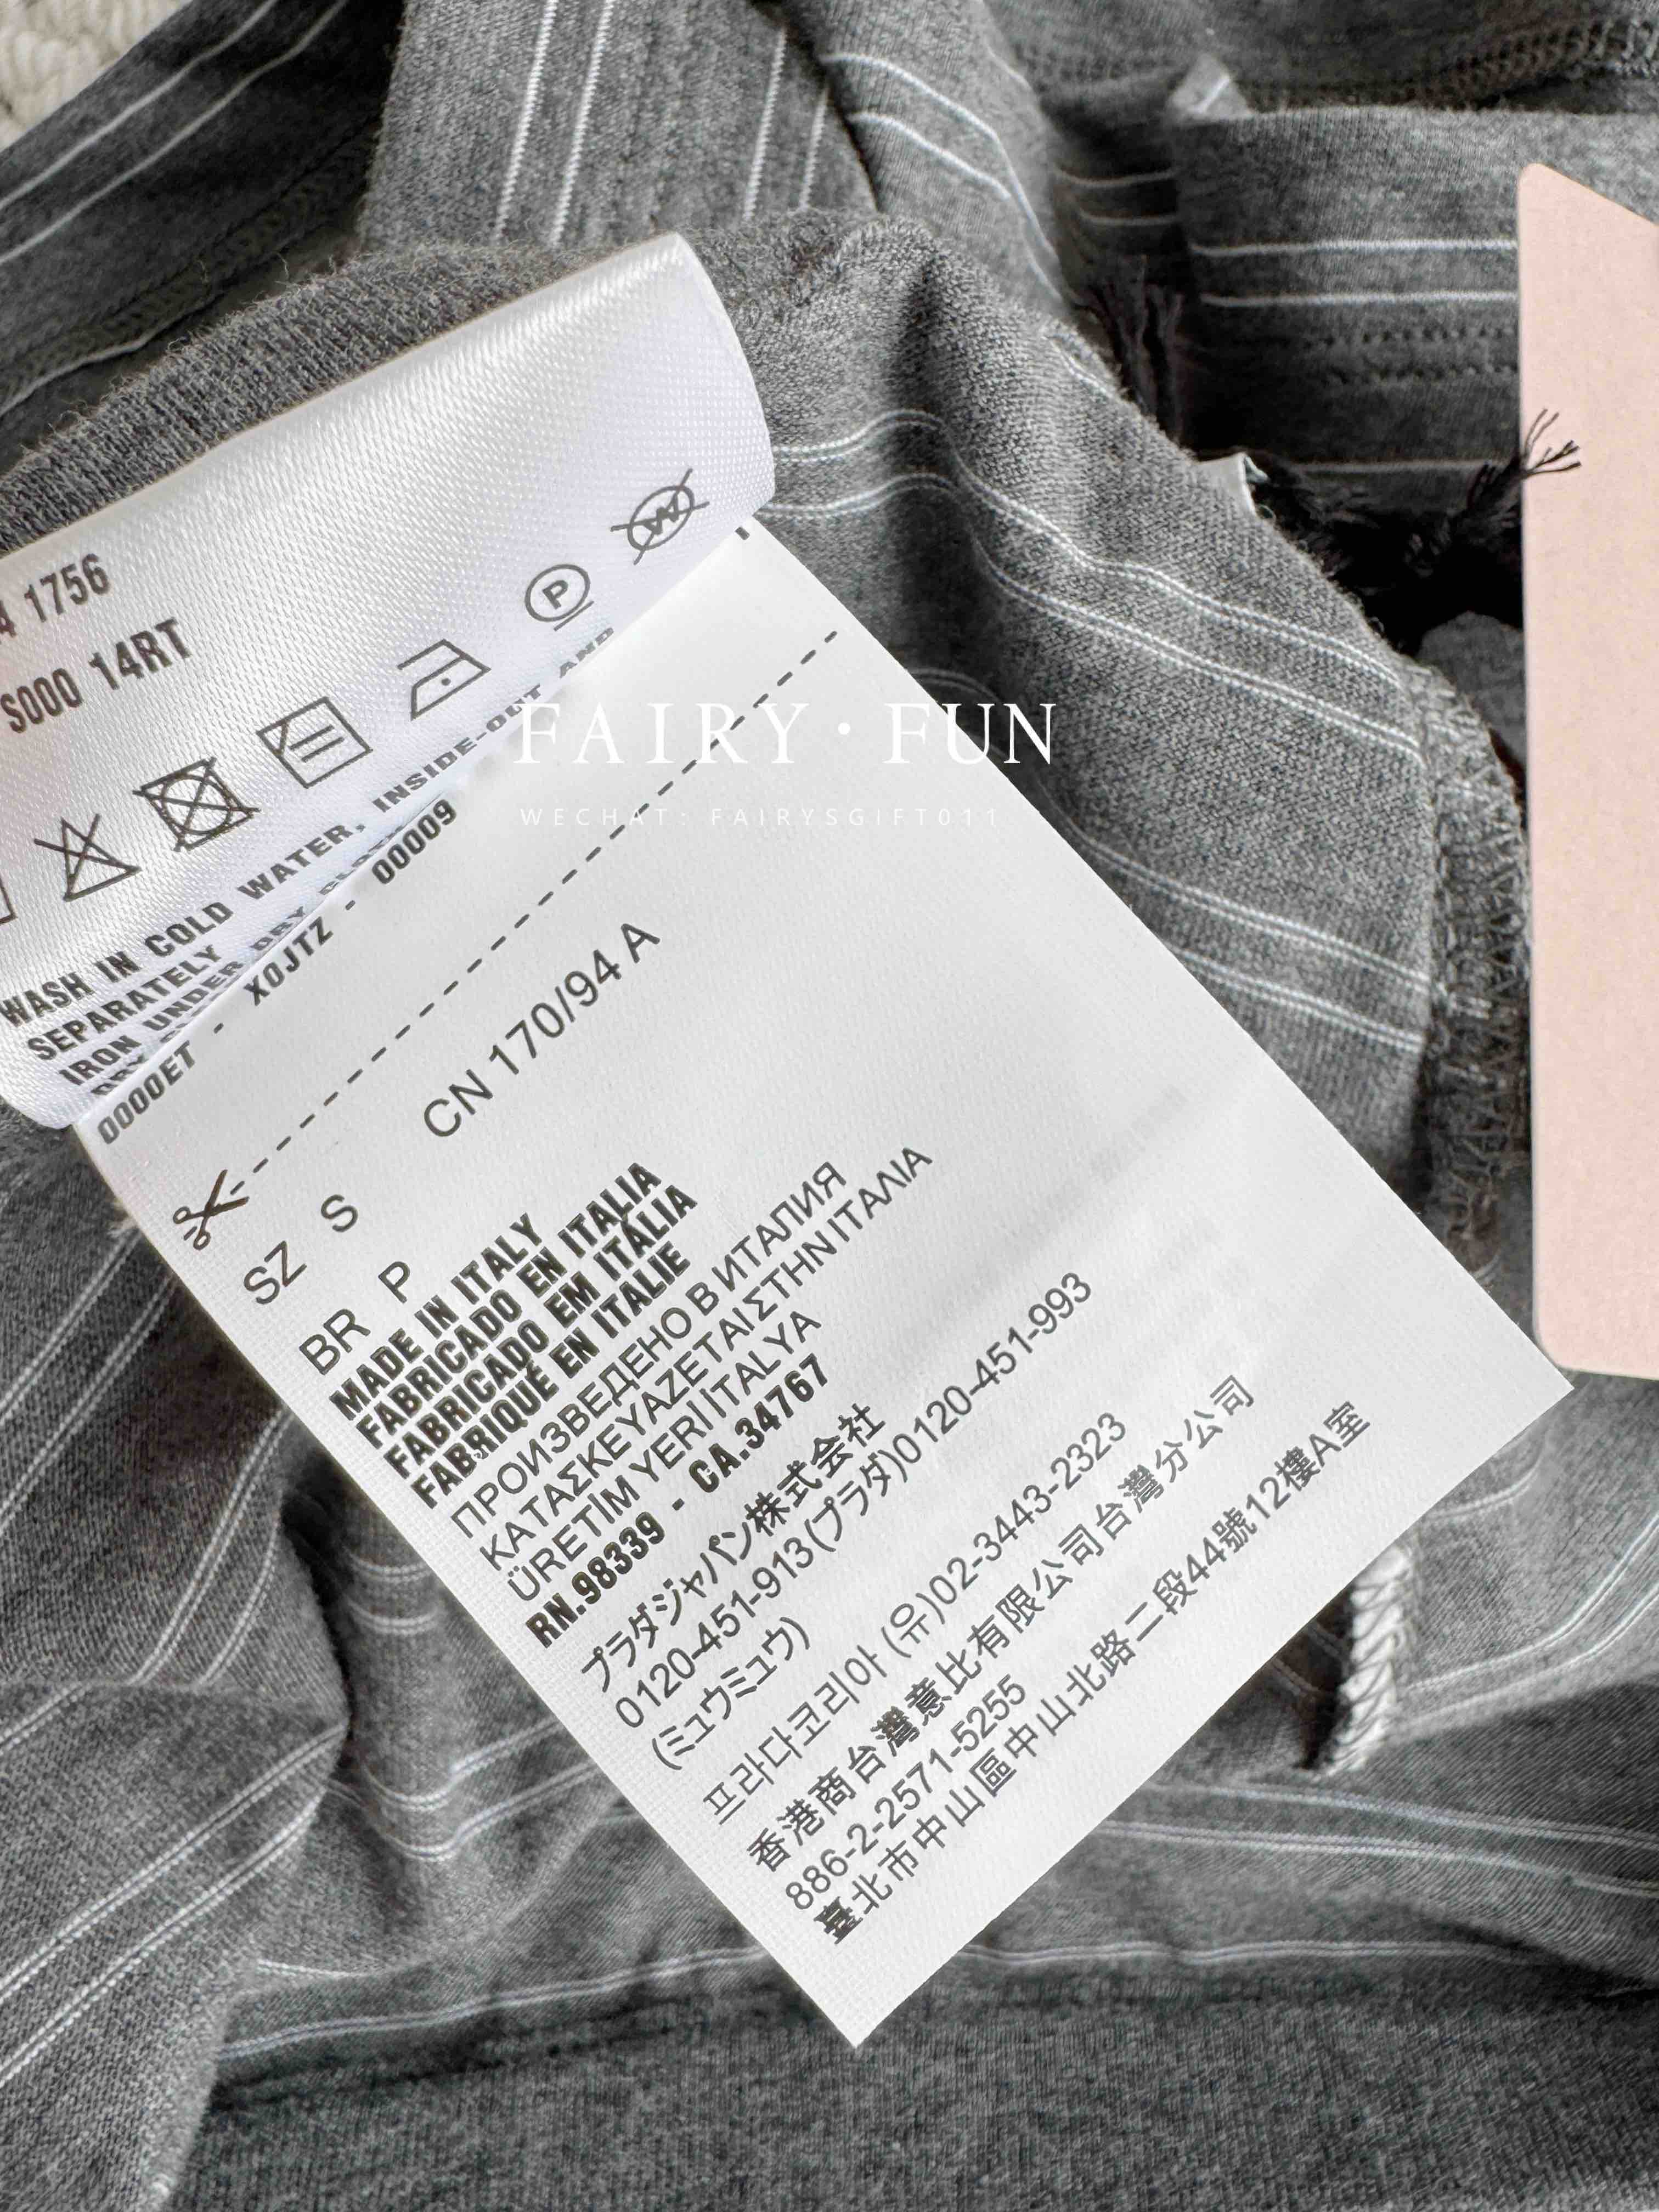 1756
S000 14RT
P
W
WASH IN COLD WATER, INSIDE-OUT AND
SEPARATELY
IRON UNDER DRY
0000ET - X0JTZ - 00009
FAIRY·FUN
WECHAT: FAIRYSGIFT011
SZ S CN 170/94 A
BR P
MADE IN ITALY
FABRICADO EN ITALIA
FABRICADO EM ITÁLIA
FABRIQUÉ EN ITALIE
ПРОИЗВЕДЕНО В ИТАЛИЯ
ΚΑΤΑΣΚΕΥΑΖΕΤΑΙ ΣΤΗΝ ΙΤΑΛΙΑ
ÜRETİM YERİ İTALYA
RN.98339 - CA.34767
プラダジャパン株式会社
0120-451-913(プラダ)0120-451-993
(ミュウミュウ)
프라다코리아 (유)02-3443-2323
香港商台灣意比有限公司台灣分公司
886-2-2571-5255
臺北市中山區中山北路二段44號12樓A室